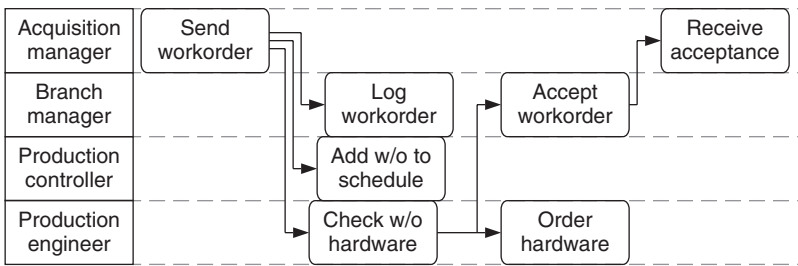 Acquisition
manager
Send
workorder
Receive
acceptance
Branch
manager
Log
workorder
Accept
workorder
Production
controller
Add w/o to
schedule
Production
engineer
Check w/o
hardware
Order
hardware